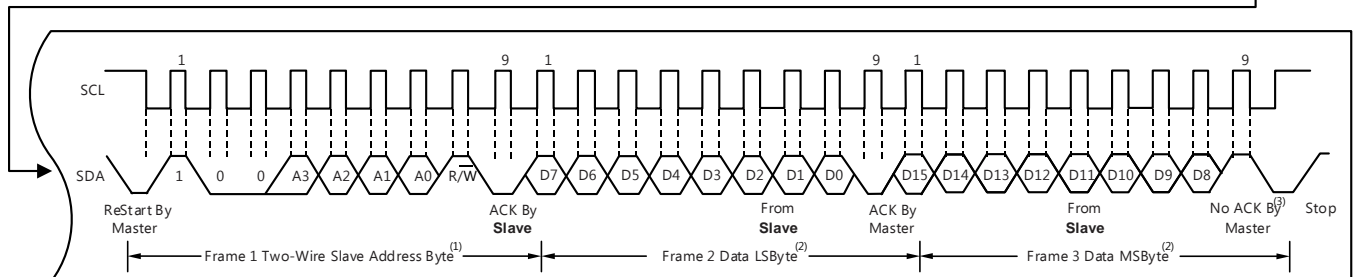 1 9 1 9 1 9
SCL
SDA 1 0 0 A3 A2 A1 A0 R/W D7 D6 D5 D4 D3 D2 D1 D0 D15 D14 D13 D12 D11 D10 D9 D8
ReStart By Master
ACK By Slave
From Slave
ACK By Master
From Slave
No ACK By(3) Master
Stop
Frame 1 Two-Wire Slave Address Byte(1)
Frame 2 Data LSByte(2)
Frame 3 Data MSByte(2)